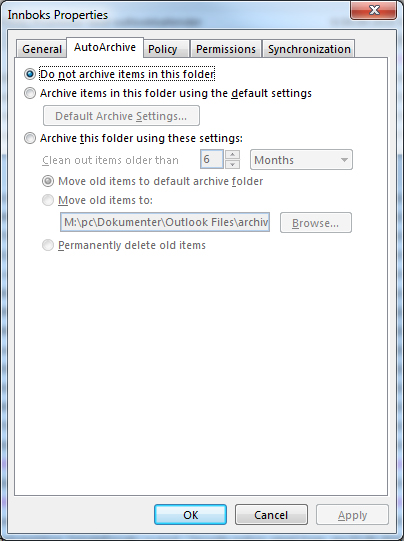 Innboks Properties
General AutoArchive Policy Permissions Synchronization
Do not archive items in this folder
Archive items in this folder using the default settings
Default Archive Settings...
Archive this folder using these settings:
Clean out items older than 6 Months
Move old items to default archive folder
Move old items to:
M:\pc\Dokumenter\Outlook Files\archiv Browse...
Permanently delete old items
OK Cancel Apply